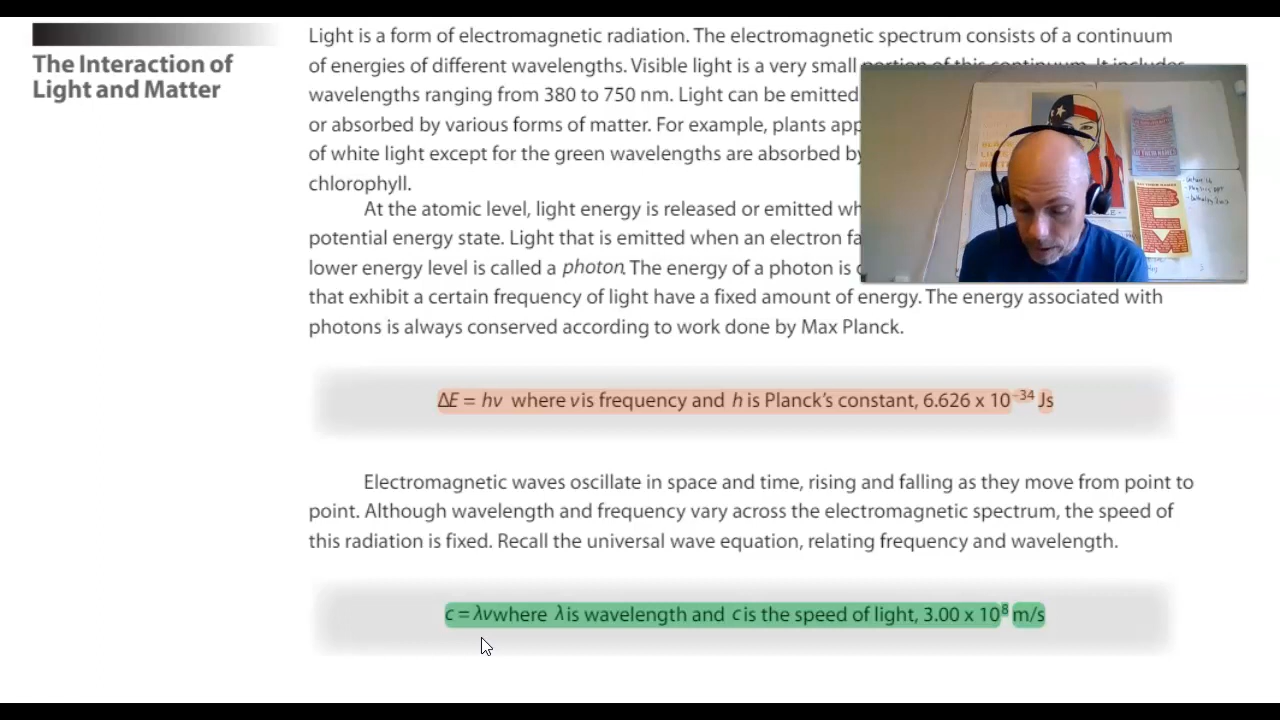 The Interaction of
Light and Matter
Light is a form of electromagnetic radiation. The electromagnetic spectrum consists of a continuum
of energies of different wavelengths. Visible light is a very small portion of this continuum. It includes
wavelengths ranging from 380 to 750 nm. Light can be emitted
or absorbed by various forms of matter. For example, plants app
of white light except for the green wavelengths are absorbed by
chlorophyll.
At the atomic level, light energy is released or emitted wh
potential energy state. Light that is emitted when an electron fa
lower energy level is called a photon. The energy of a photon is
that exhibit a certain frequency of light have a fixed amount of energy. The energy associated with
photons is always conserved according to work done by Max Planck.
ΔE = hv where v is frequency and h is Planck's constant, 6.626 x 10⁻³⁴ Js
Electromagnetic waves oscillate in space and time, rising and falling as they move from point to
point. Although wavelength and frequency vary across the electromagnetic spectrum, the speed of
this radiation is fixed. Recall the universal wave equation, relating frequency and wavelength.
c = λv where λ is wavelength and c is the speed of light, 3.00 x 10⁸ m/s